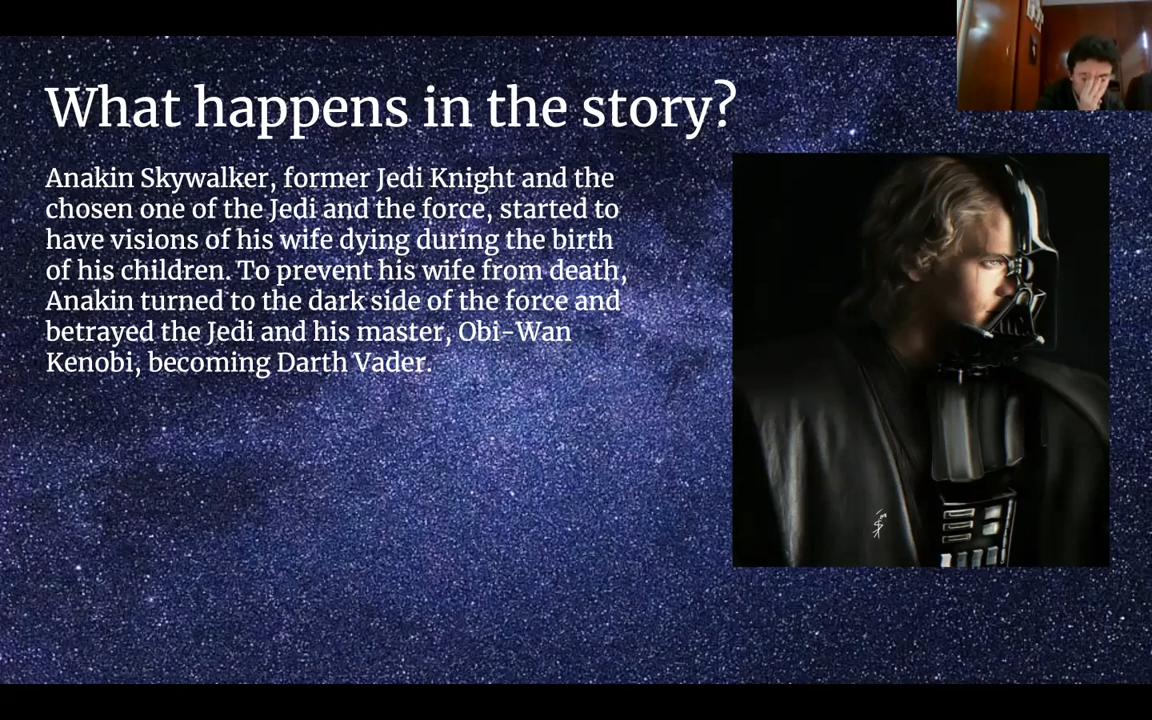 What happens in the story?
Anakin Skywalker, former Jedi Knight and the
chosen one of the Jedi and the force, started to
have visions of his wife dying during the birth
of his children. To prevent his wife from death,
Anakin turned to the dark side of the force and
betrayed the Jedi and his master, Obi-Wan
Kenobi, becoming Darth Vader.